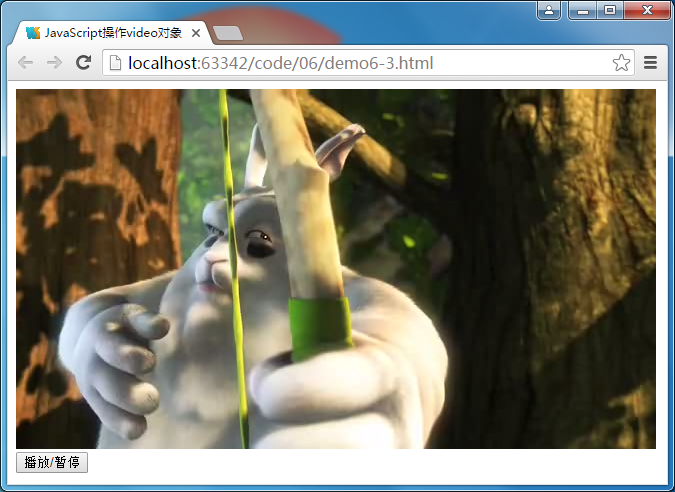 JavaScript操作video对象
localhost:63342/code/06/demo6-3.html
播放/暂停